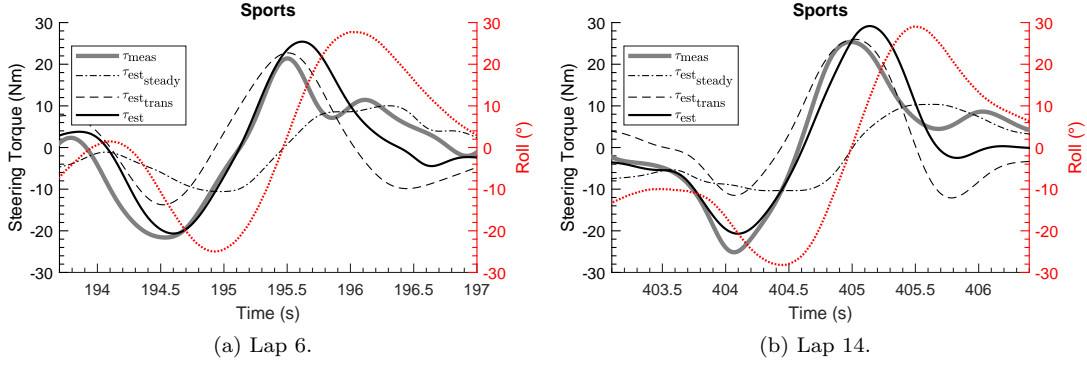 Sports
Steering Torque (Nm)
30
20
10
0
-10
-20
-30
τmeas
τest steady
τest trans
τest
Roll (°)
30
20
10
0
-10
-20
-30
194 194.5 195 195.5 196 196.5 197
Time (s)
(a) Lap 6.
Sports
Steering Torque (Nm)
30
20
10
0
-10
-20
-30
τmeas
τest steady
τest trans
τest
Roll (°)
30
20
10
0
-10
-20
-30
403.5 404 404.5 405 405.5 406
Time (s)
(b) Lap 14.